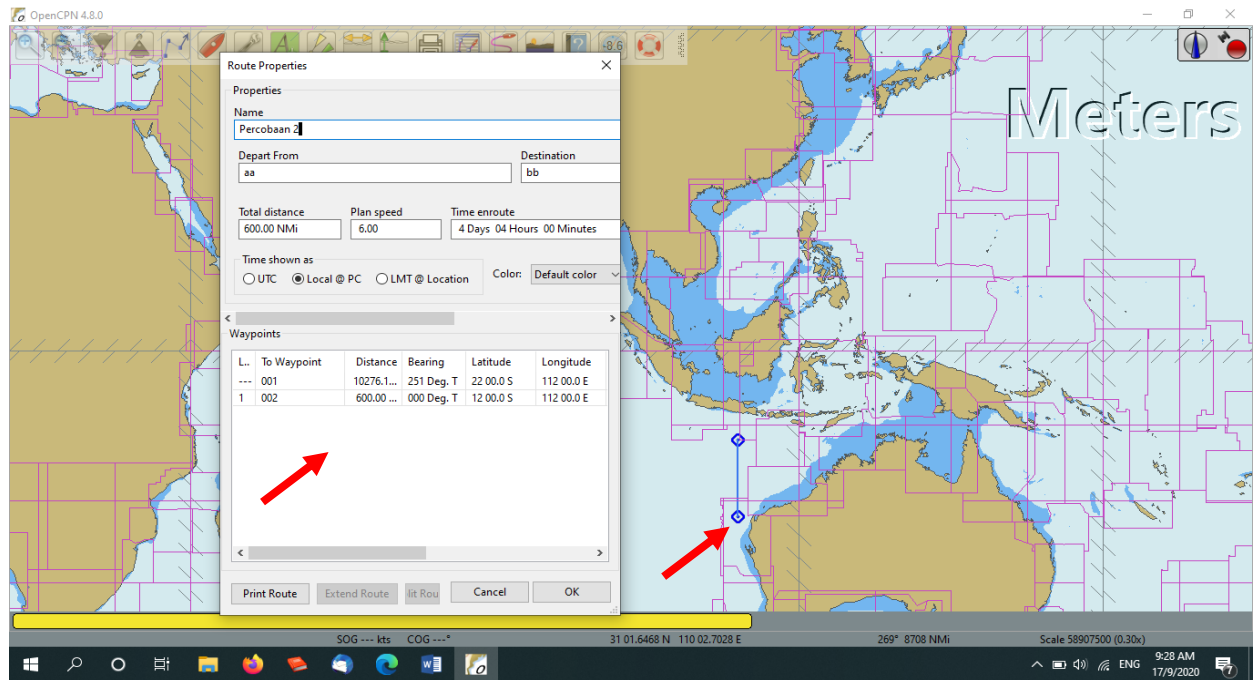 OpenCPN 4.8.0
-8.6
Meters
Route Properties
Properties
Name
Percobaan 2
Depart From Destination
aa bb
Total distance Plan speed Time enroute
600.00 NMi 6.00 4 Days 04 Hours 00 Minutes
Time shown as
UTC Local @ PC LMT @ Location Color: Default color
Waypoints
L... To Waypoint Distance Bearing Latitude Longitude
--- 001 10276.1... 251 Deg. T 22 00.0 S 112 00.0 E
1 002 600.00 ... 000 Deg. T 12 00.0 S 112 00.0 E
Print Route Extend Route lit Rou Cancel OK
SOG --- kts COG ---° 31 01.6468 N 110 02.7028 E 269° 8708 NMi Scale 58907500 (0.30x)
ENG 9:28 AM
17/9/2020
7